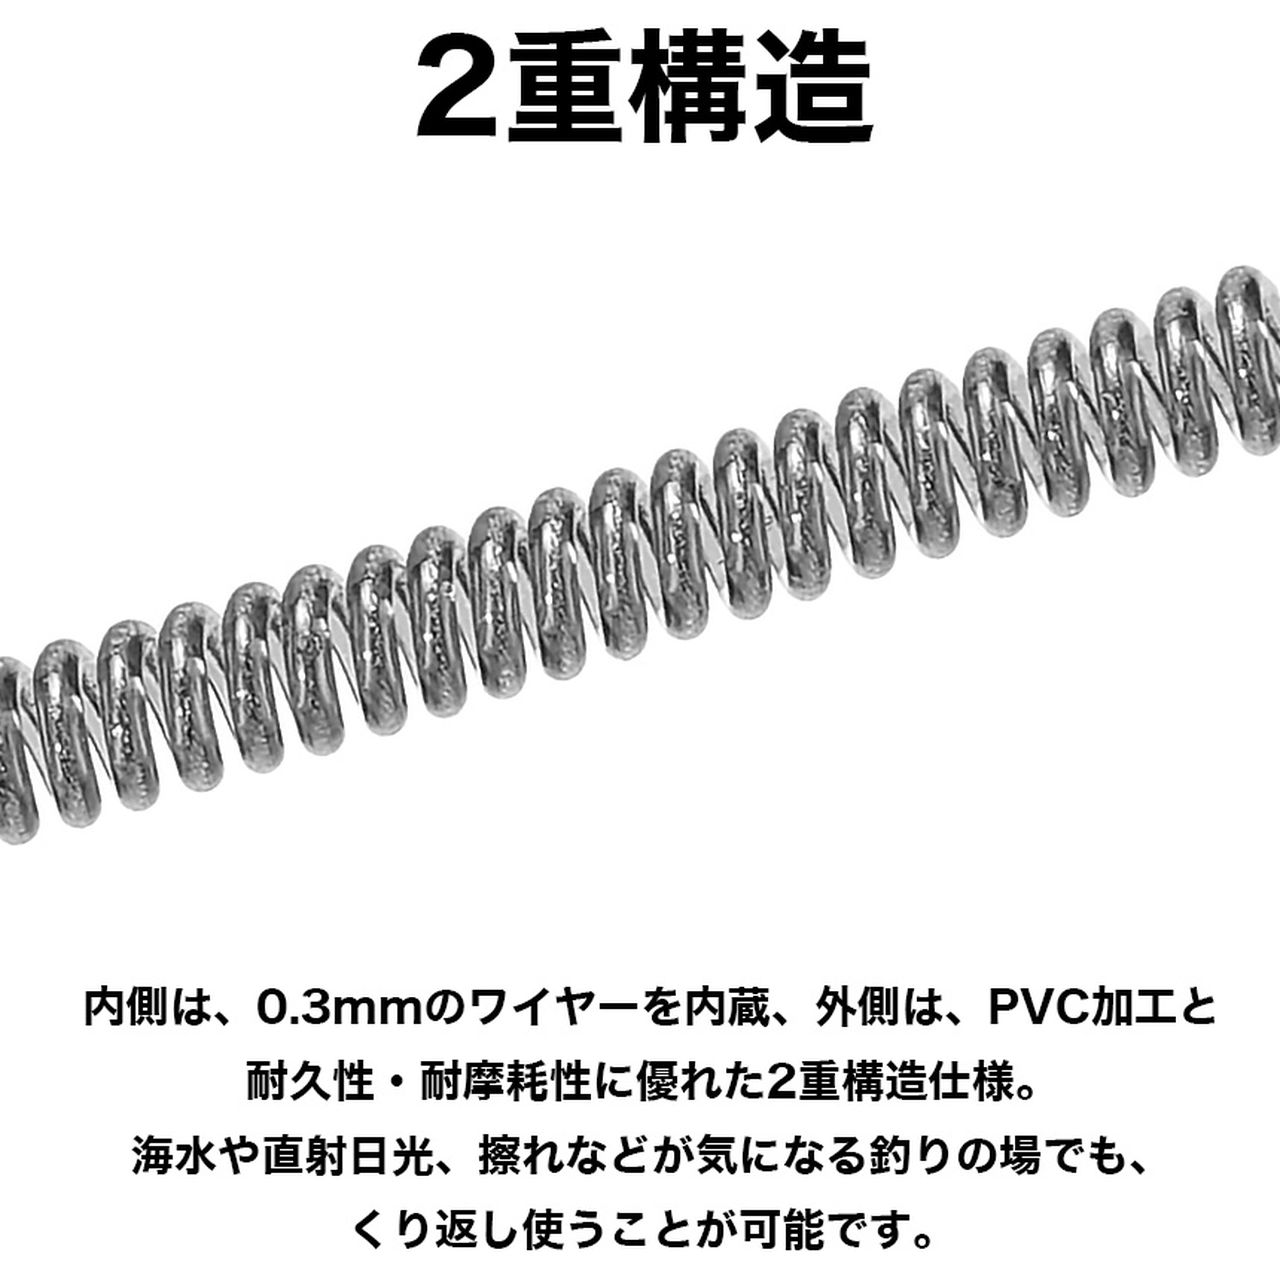 2重構造
内側は、0.3mmのワイヤーを内蔵、外側は、PVC加工と
耐久性・耐摩耗性に優れた2重構造仕様。
海水や直射日光、擦れなどが気になる釣りの場でも、
くり返し使うことが可能です。